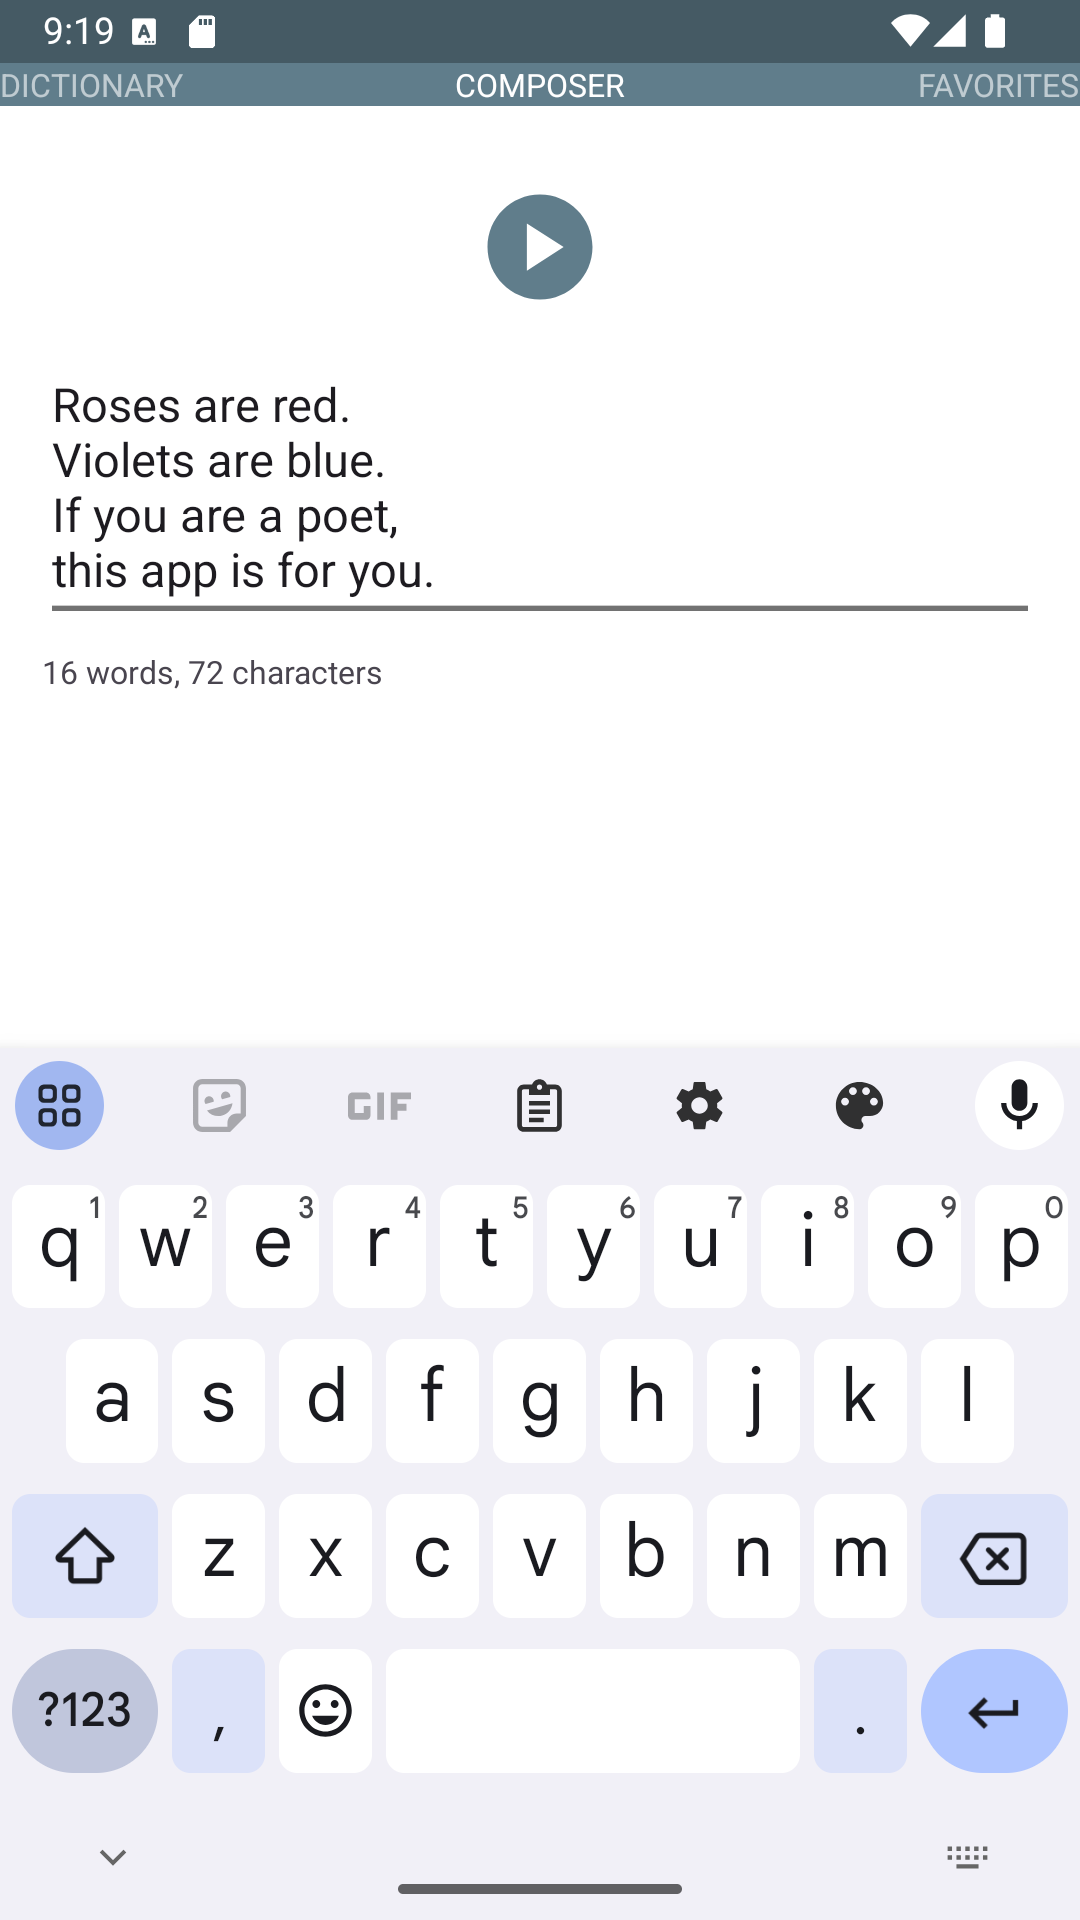 9:19
DICTIONARY COMPOSER FAVORITES
Roses are red.
Violets are blue.
If you are a poet,
this app is for you.
16 words, 72 characters
GIF
q 1 w 2 e 3 r 4 t 5 y 6 u 7 i 8 o 9 p 0
a s d f g h j k l
z x c v b n m
?123 , .